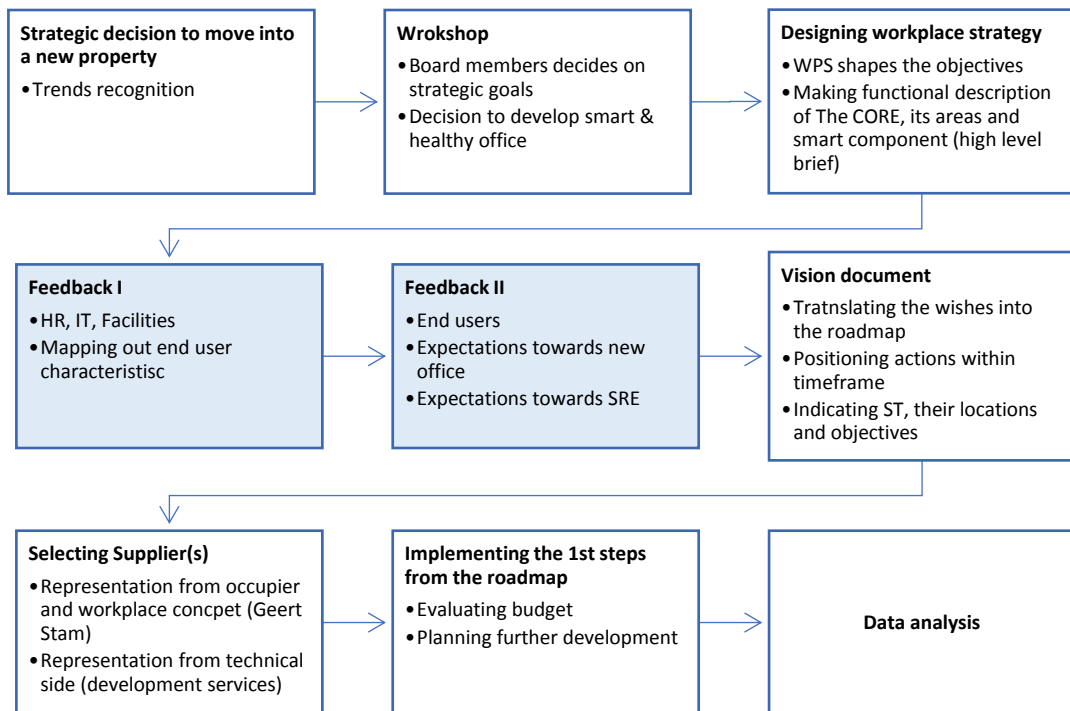 Strategic decision to move into
a new property
•Trends recognition
Wrokshop
•Board members decides on
strategic goals
•Decision to develop smart &
healthy office
Designing workplace strategy
•WPS shapes the objectives
•Making functional description
of The CORE, its areas and
smart component (high level
brief)
Feedback I
•HR, IT, Facilities
•Mapping out end user
characteristisc
Feedback II
•End users
•Expectations towards new
office
•Expectations towards SRE
Vision document
•Tratnslating the wishes into
the roadmap
•Positioning actions within
timeframe
•Indicating ST, their locations
and objectives
Selecting Supplier(s)
•Representation from occupier
and workplace concpet (Geert
Stam)
•Representation from technical
side (development services)
Implementing the 1st steps
from the roadmap
•Evaluating budget
•Planning further development
Data analysis